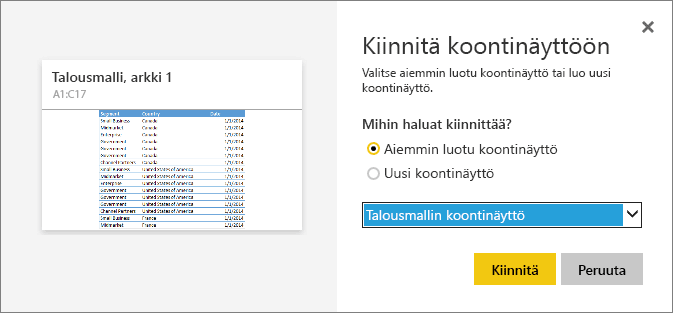 Talousmalli, arkki 1
A1:C17
Segment Country Date
Small Business Canada 1/1/2014
Midmarket Canada 1/1/2014
Enterprise Canada 1/1/2014
Government Canada 1/1/2014
Government Canada 1/1/2014
Government Canada 1/1/2014
Channel Partners Canada 1/1/2014
Small Business United States of America 1/1/2014
Midmarket United States of America 1/1/2014
Enterprise United States of America 1/1/2014
Government United States of America 1/1/2014
Government United States of America 1/1/2014
Government United States of America 1/1/2014
Channel Partners United States of America 1/1/2014
Small Business France 1/1/2014
Midmarket France 1/1/2014
Kiinnitä koontinäyttöön
Valitse aiemmin luotu koontinäyttö tai luo uusi
koontinäyttö.
Mihin haluat kiinnittää?
Aiemmin luotu koontinäyttö
Uusi koontinäyttö
Talousmallin koontinäyttö
Kiinnitä
Peruuta